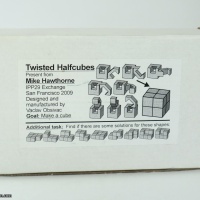 Twisted Halfcubes
Present from
Mike Hawthorne
IPP29 Exchange
San Francisco 2009
Designed and
manufactured by
Vaclav Obsivac
Goal: Make a cube
Additional task: Find if there are some solutions for these shapes: